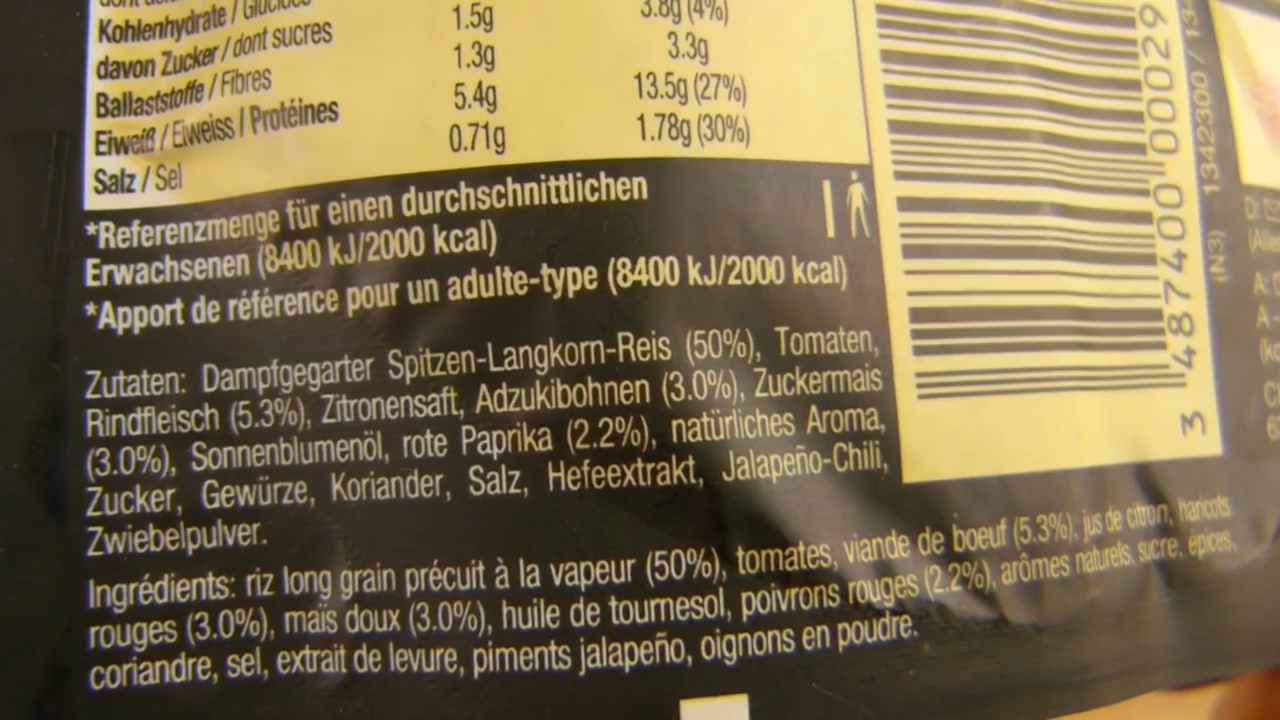 Kohlenhydrate / Glucides
davon Zucker / dont sucres 1.5g 3.8g (4%)
Ballaststoffe / Fibres 1.3g 3.3g
Eiweiß / Eiweiss / Protéines 5.4g 13.5g (27%)
Salz / Sel 0.71g 1.78g (30%)
*Referenzmenge für einen durchschnittlichen
Erwachsenen (8400 kJ/2000 kcal)
*Apport de référence pour un adulte-type (8400 kJ/2000 kcal)
Zutaten: Dampfgegarter Spitzen-Langkorn-Reis (50%), Tomaten,
Rindfleisch (5.3%), Zitronensaft, Adzukibohnen (3.0%), Zuckermais
(3.0%), Sonnenblumenöl, rote Paprika (2.2%), natürliches Aroma,
Zucker, Gewürze, Koriander, Salz, Hefeextrakt, Jalapeño-Chili,
Zwiebelpulver.
Ingrédients: riz long grain précuit à la vapeur (50%), tomates, viande de boeuf (5.3%), jus de citron, haricots
rouges (3.0%), maïs doux (3.0%), huile de tournesol, poivrons rouges (2.2%), arômes naturels, sucre, épices,
coriandre, sel, extrait de levure, piments jalapeño, oignons en poudre.
3 487400 00029
(N3) 1342300 / 13-